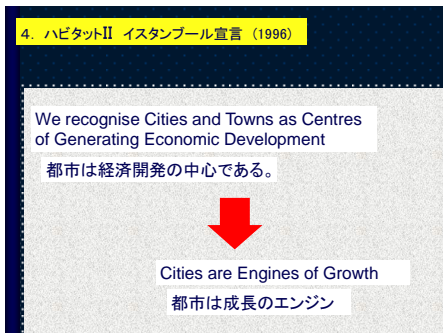 4. ハビタットII イスタンブール宣言 (1996)
We recognise Cities and Towns as Centres
of Generating Economic Development
都市は経済開発の中心である。
Cities are Engines of Growth
都市は成長のエンジン